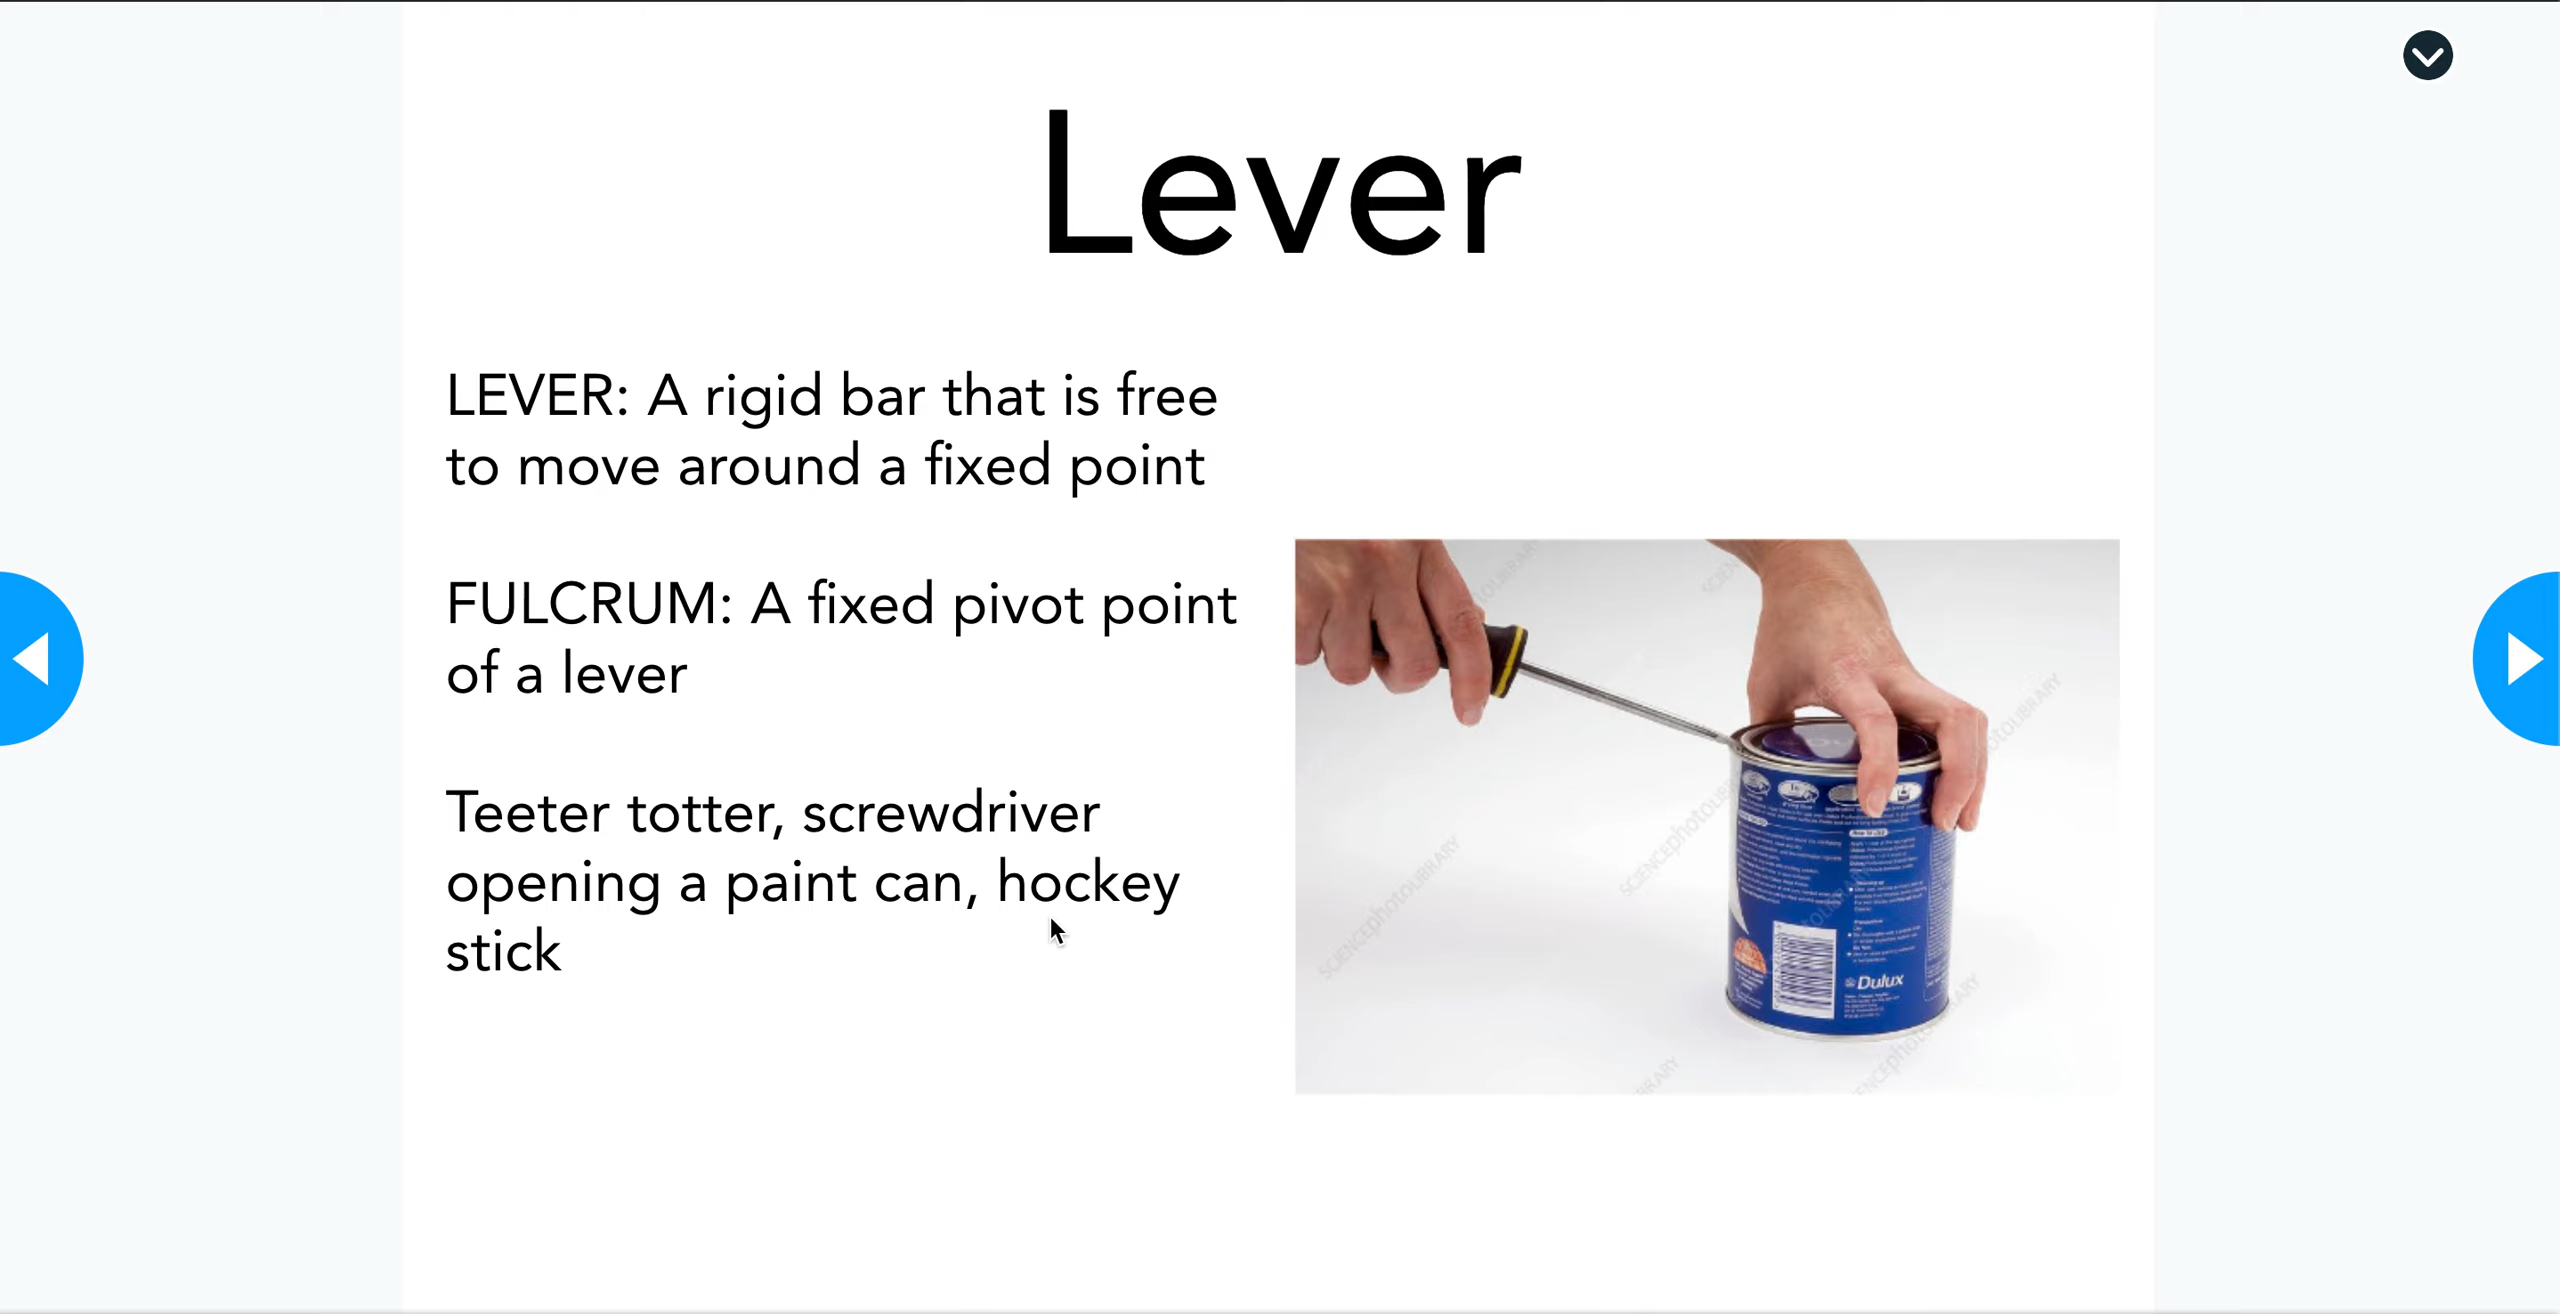 Lever
LEVER: A rigid bar that is free
to move around a fixed point
FULCRUM: A fixed pivot point
of a lever
Teeter totter, screwdriver
opening a paint can, hockey
stick
SCIENCEphotoLIBRARY
Dulux